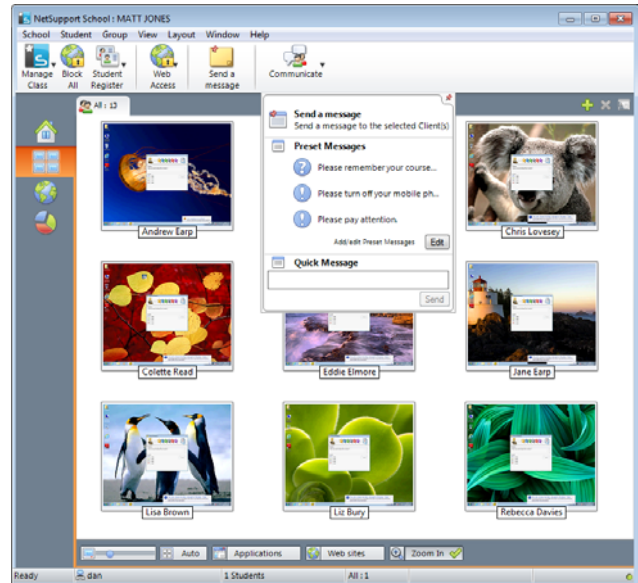 NetSupport School : MATT JONES
School Student Group View Layout Window Help
Manage Class
Block All
Student Register
Web Access
Send a message
Communicate
All : 13
Send a message
Send a message to the selected Client(s)
Preset Messages
Please remember your course...
Please turn off your mobile ph...
Please pay attention.
Add/edit Preset Messages Edit
Quick Message
Send
Andrew Earp
Chris Lovesey
Colette Read
Eddie Elmore
Jane Earp
Lisa Brown
Liz Bury
Rebecca Davies
Auto Applications Web sites Zoom In
Ready dan 1 Students All : 1